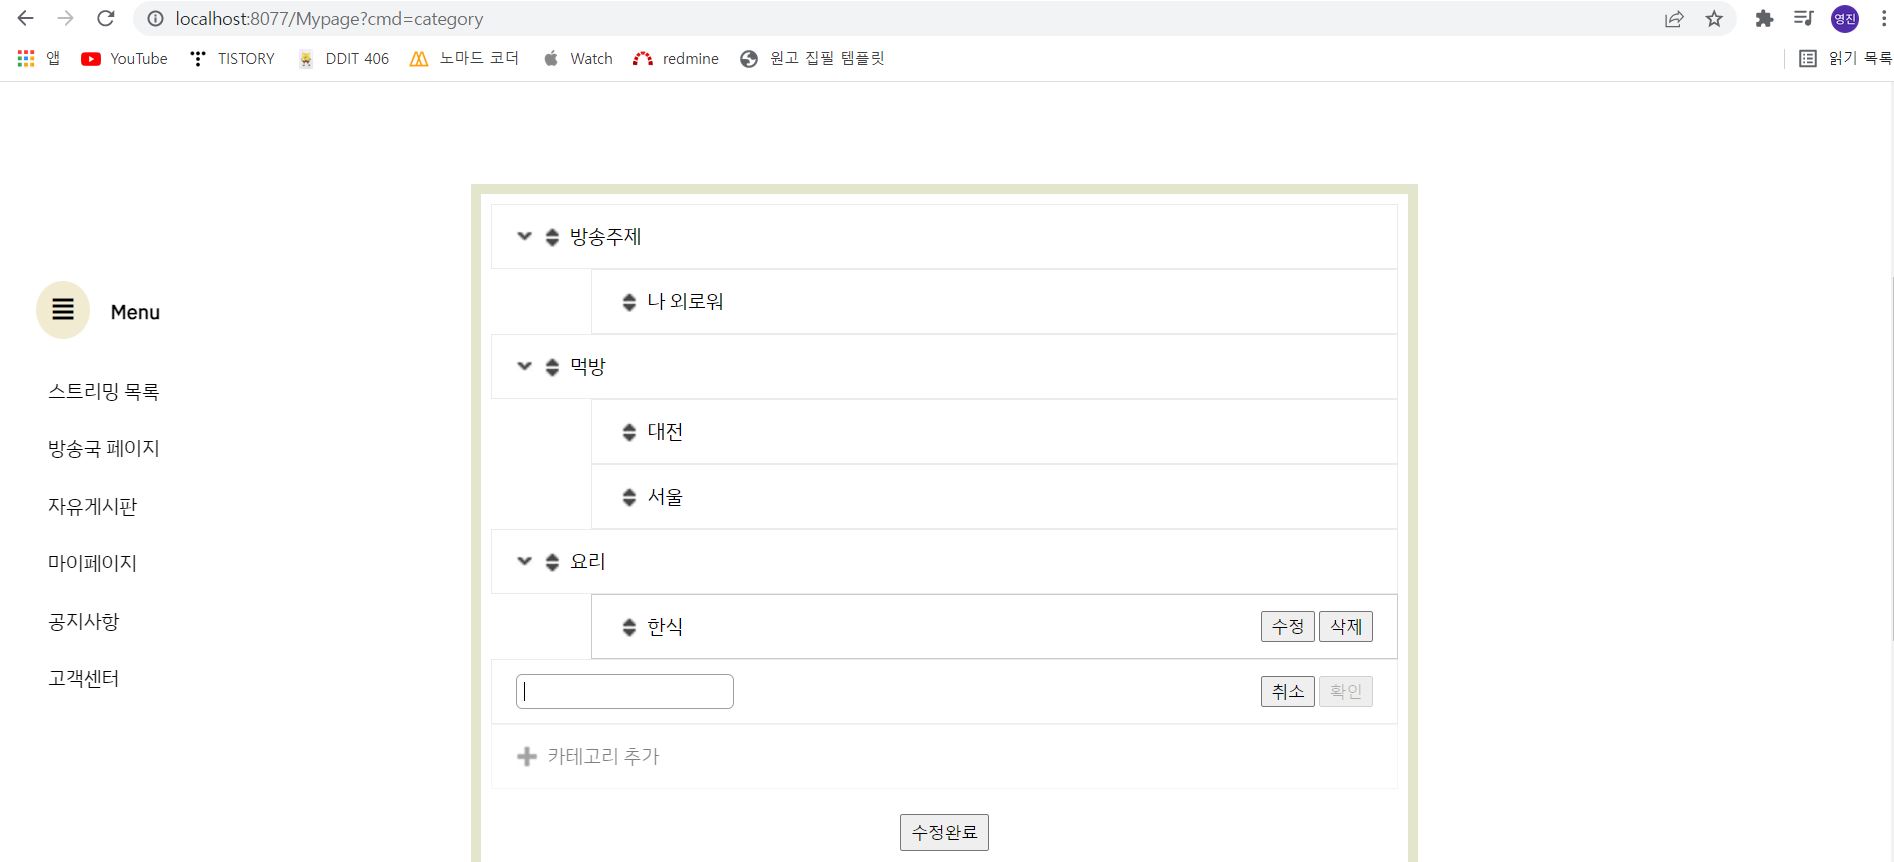 localhost:8077/Mypage?cmd=category
영진
앱 YouTube TISTORY DDIT 406 노마드 코더 Watch redmine 원고 집필 템플릿 읽기 목록
Menu
스트리밍 목록
방송국 페이지
자유게시판
마이페이지
공지사항
고객센터
방송주제
나 외로워
먹방
대전
서울
요리
한식 수정 삭제
취소 확인
카테고리 추가
수정완료